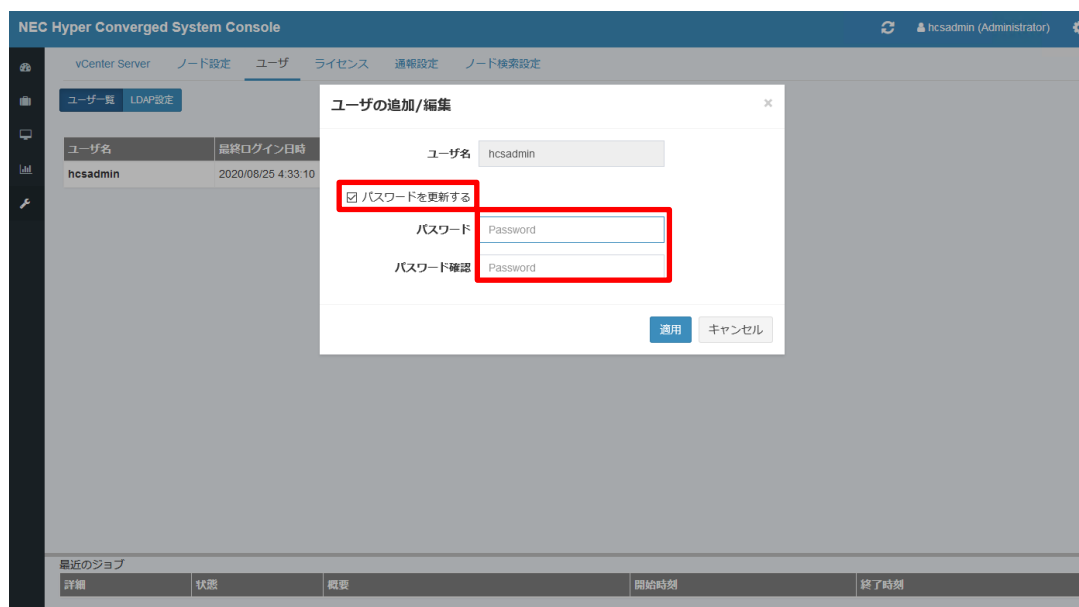 NEC Hyper Converged System Console
hcsadmin (Administrator)
vCenter Server ノード設定 ユーザ ライセンス 通報設定 ノード検索設定
ユーザ一覧 LDAP設定
ユーザの追加/編集 ×
ユーザ名 最終ログイン日時
hcsadmin 2020/08/25 4:33:10
ユーザ名 hcsadmin
パスワードを更新する
パスワード Password
パスワード確認 Password
適用 キャンセル
最近のジョブ
詳細 状態 概要 開始時刻 終了時刻